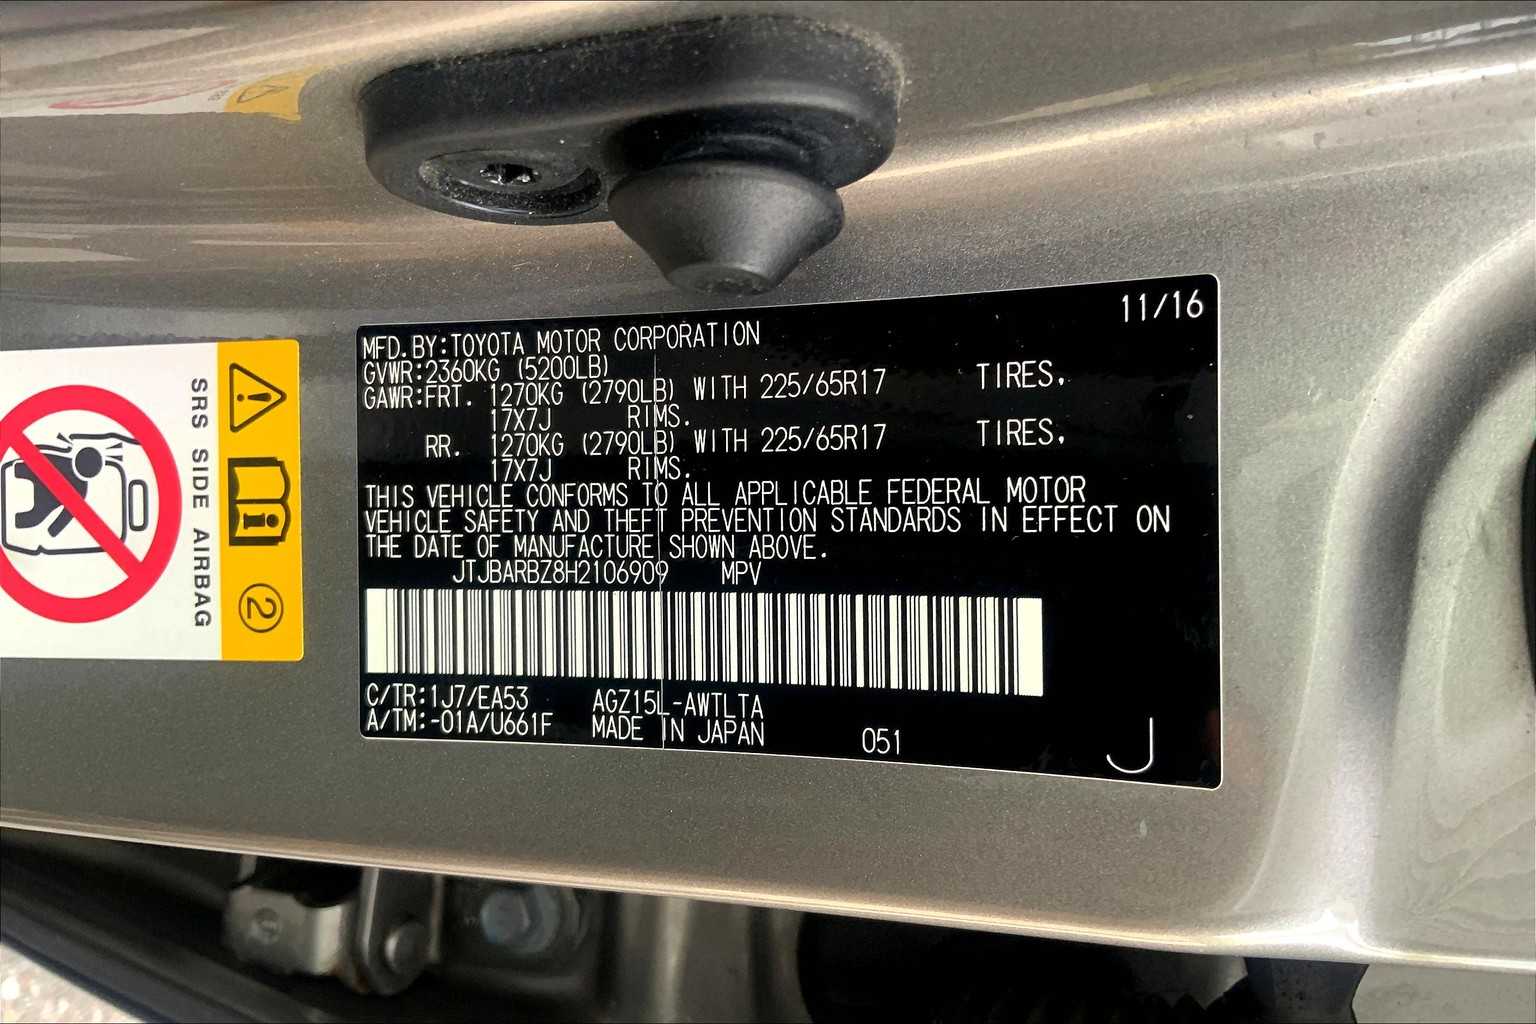 11/16
MFD.BY:TOYOTA MOTOR CORPORATION
GVWR:2360KG (5200LB)
GAWR:FRT. 1270KG (2790LB) WITH 225/65R17 TIRES,
17X7J RIMS.
RR. 1270KG (2790LB) WITH 225/65R17 TIRES,
17X7J RIMS.
THIS VEHICLE CONFORMS TO ALL APPLICABLE FEDERAL MOTOR
VEHICLE SAFETY AND THEFT PREVENTION STANDARDS IN EFFECT ON
THE DATE OF MANUFACTURE SHOWN ABOVE.
JTJBARBZ8H2106909 MPV
C/TR:1J7/EA53 AGZ15L-AWTLTA
A/TM:-01A/U661F MADE IN JAPAN 051
J
SRS SIDE AIRBAG
2